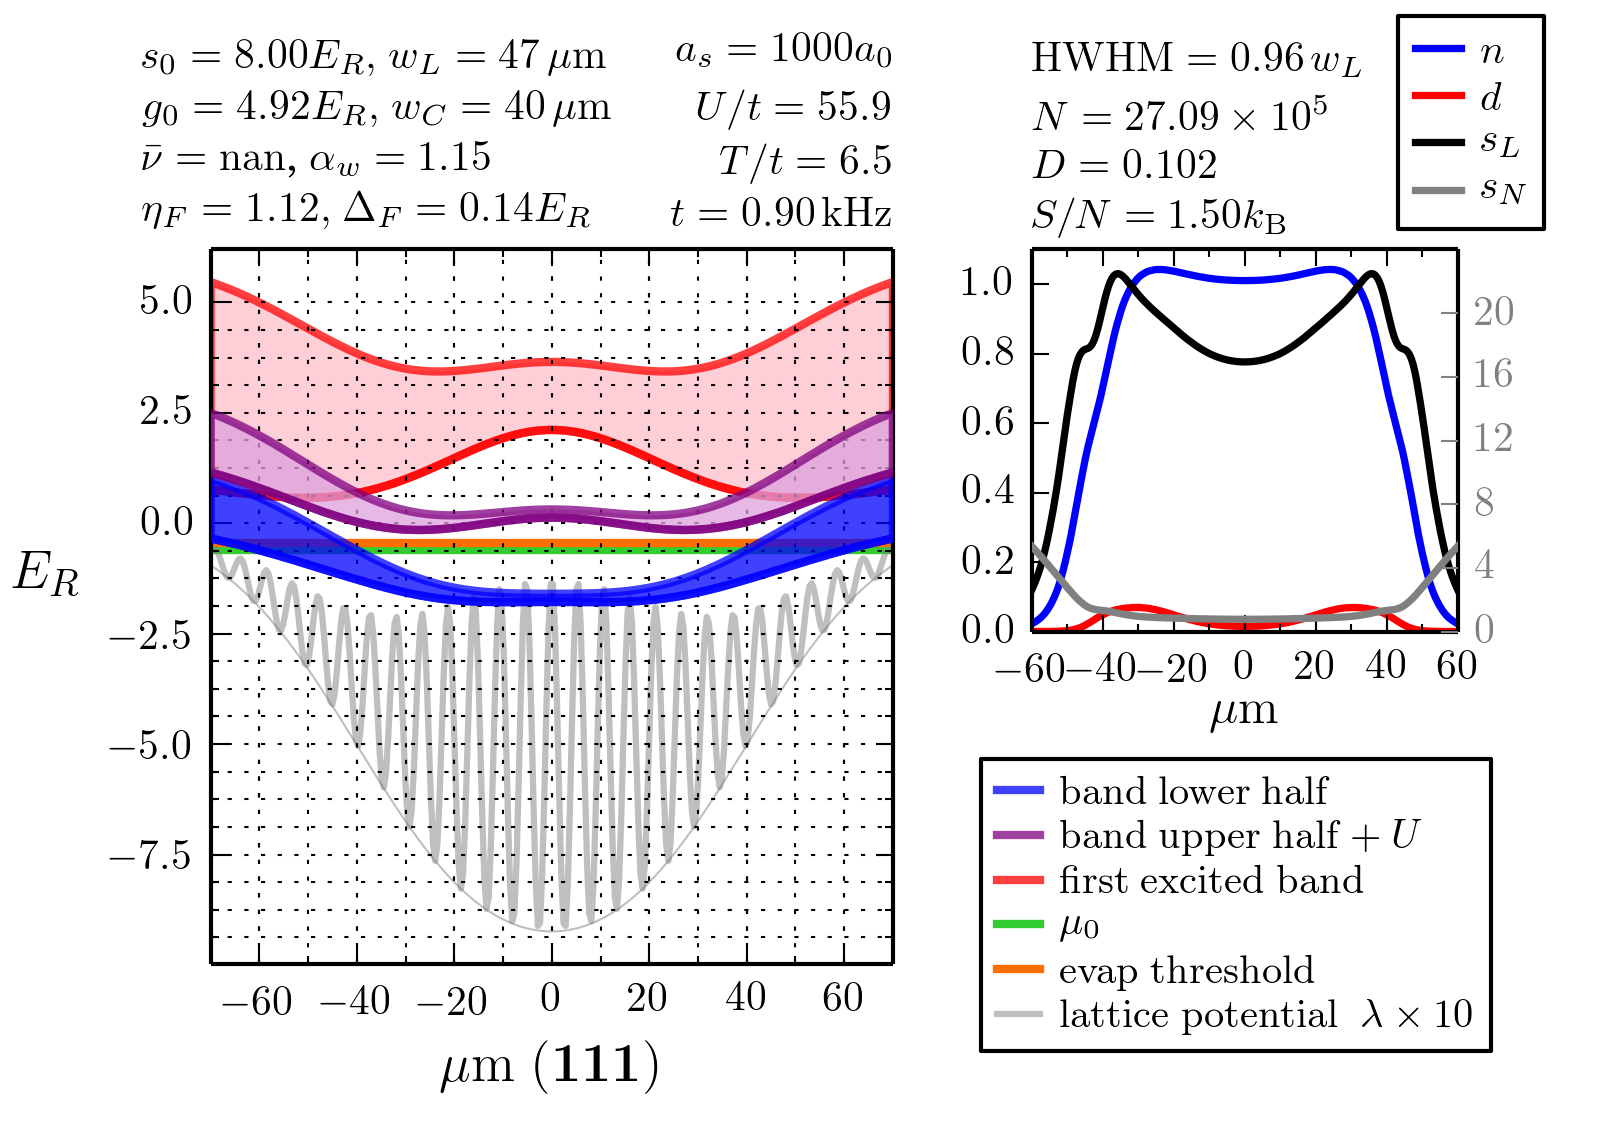 s₀ = 8.00E_R, w_L = 47 μm
g₀ = 4.92E_R, w_C = 40 μm
ν̄ = nan, α_w = 1.15
η_F = 1.12, Δ_F = 0.14E_R
a_s = 1000a₀
U/t = 55.9
T/t = 6.5
t = 0.90 kHz
HWHM = 0.96 w_L
N = 27.09 × 10⁵
D = 0.102
S/N = 1.50k_B
n
d
s_L
s_N
5.0
2.5
0.0
−2.5
−5.0
−7.5
E_R
−60 −40 −20 0 20 40 60
μm (111)
1.0
0.8
0.6
0.4
0.2
0.0
20
16
12
8
4
0
−60 −40 −20 0 20 40 60
μm
band lower half
band upper half + U
first excited band
μ₀
evap threshold
lattice potential λ × 10